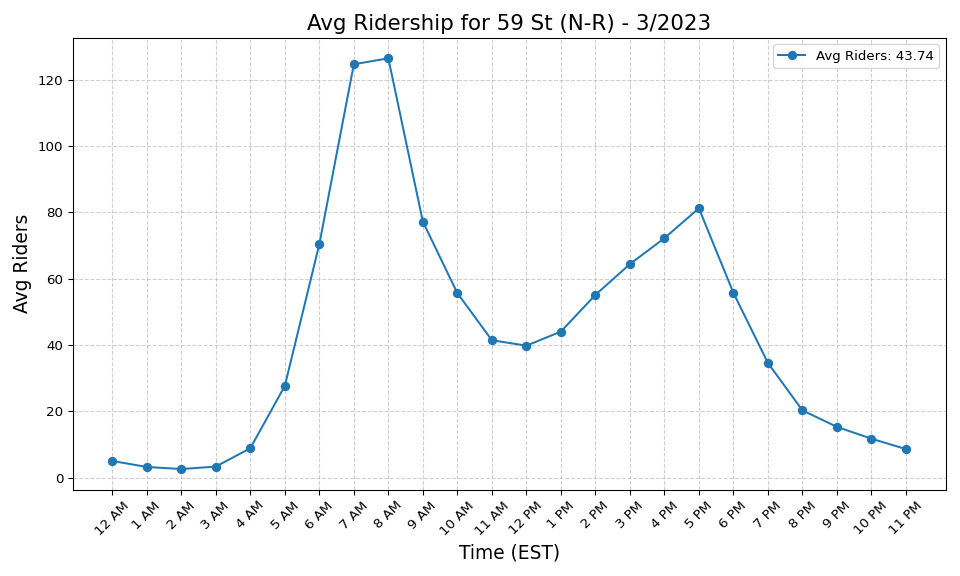 Avg Ridership for 59 St (N-R) - 3/2023
Avg Riders: 43.74
Avg Riders
120
100
80
60
40
20
0
12 AM
1 AM
2 AM
3 AM
4 AM
5 AM
6 AM
7 AM
8 AM
9 AM
10 AM
11 AM
12 PM
1 PM
2 PM
3 PM
4 PM
5 PM
6 PM
7 PM
8 PM
9 PM
10 PM
11 PM
Time (EST)